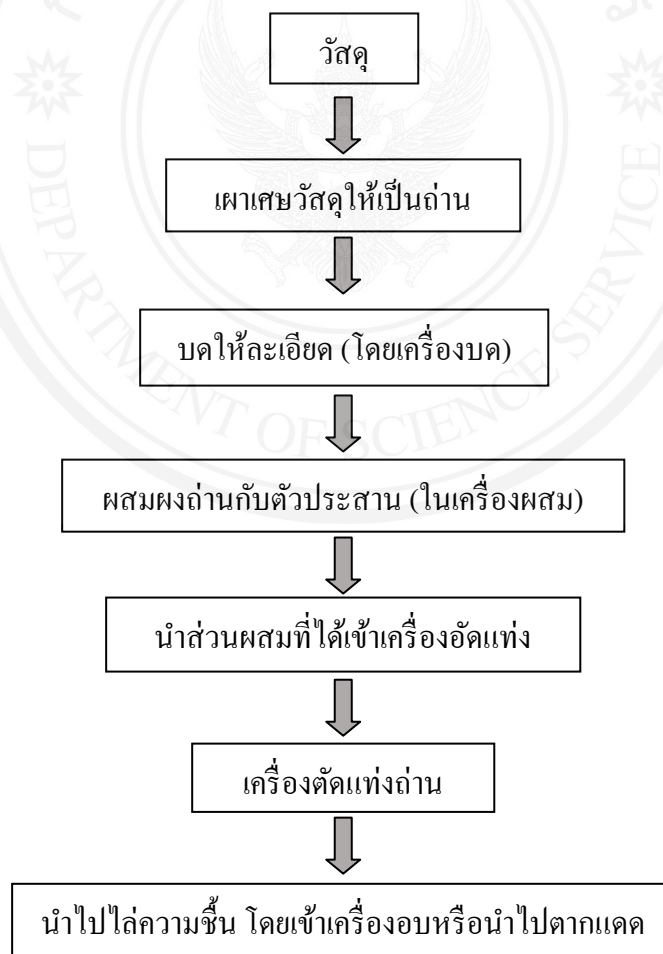 วัสดุ
เผาเศษวัสดุให้เป็นถ่าน
บดให้ละเอียด (โดยเครื่องบด)
ผสมผงถ่านกับตัวประสาน (ในเครื่องผสม)
นำส่วนผสมที่ได้เข้าเครื่องอัดแท่ง
เครื่องตัดแท่งถ่าน
นำไปไล่ความชื้น โดยเข้าเครื่องอบหรือนำไปตากแดด
DEPARTMENT OF SCIENCE SERVICE